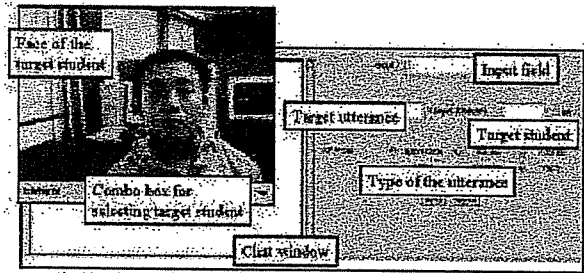 Face of the
target student
Input field
Target utterance
Target student
Type of the utterance
Combo box for
selecting target student
Chat window